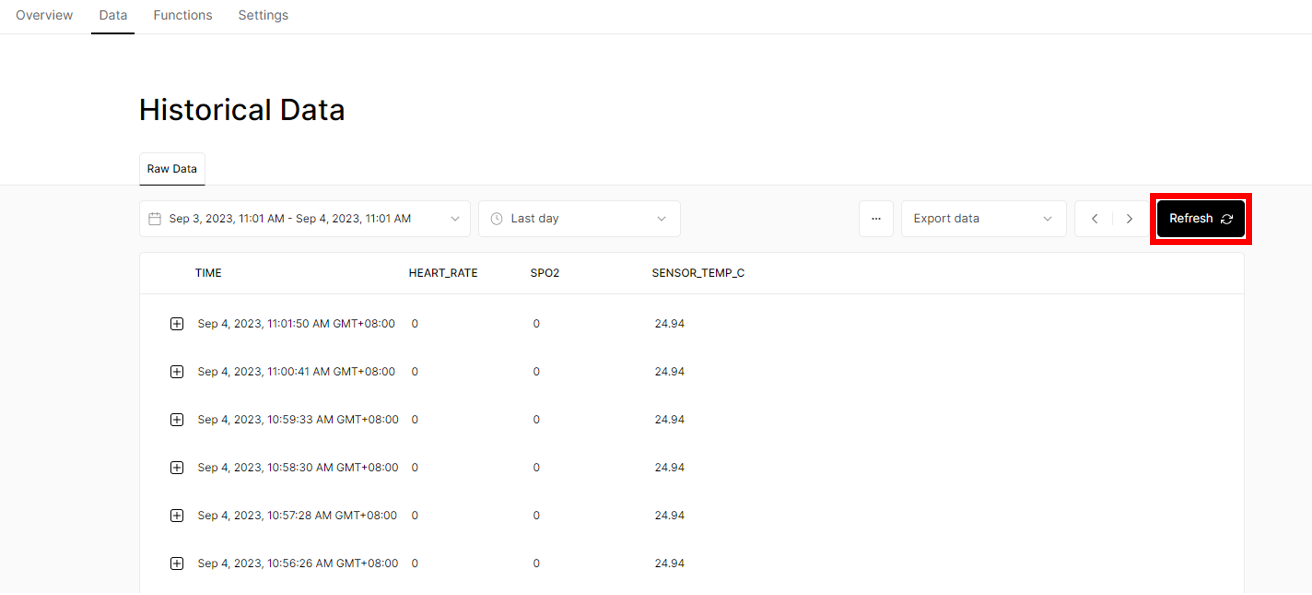 Overview Data Functions Settings
Historical Data
Raw Data
Sep 3, 2023, 11:01 AM - Sep 4, 2023, 11:01 AM Last day ... Export data Refresh
TIME HEART_RATE SPO2 SENSOR_TEMP_C
Sep 4, 2023, 11:01:50 AM GMT+08:00 0 0 24.94
Sep 4, 2023, 11:00:41 AM GMT+08:00 0 0 24.94
Sep 4, 2023, 10:59:33 AM GMT+08:00 0 0 24.94
Sep 4, 2023, 10:58:30 AM GMT+08:00 0 0 24.94
Sep 4, 2023, 10:57:28 AM GMT+08:00 0 0 24.94
Sep 4, 2023, 10:56:26 AM GMT+08:00 0 0 24.94